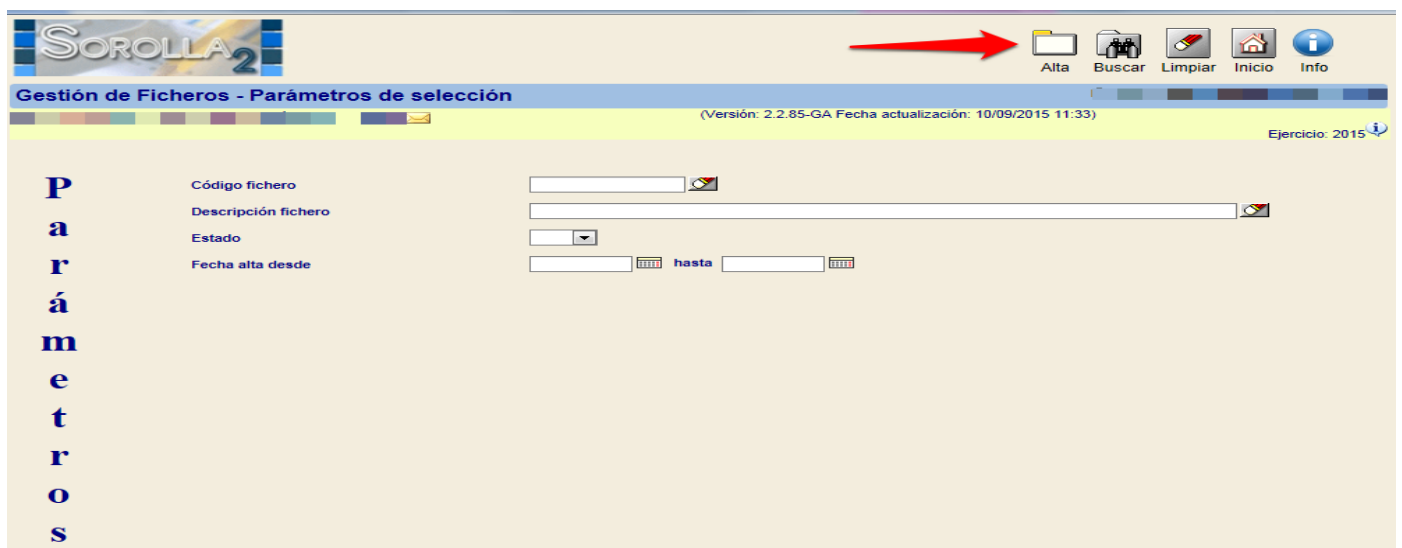 SOROLLA2
Alta Buscar Limpiar Inicio Info
Gestión de Ficheros - Parámetros de selección
(Versión: 2.2.85-GA Fecha actualización: 10/09/2015 11:33)
Ejercicio: 2015
Parámetros
Código fichero
Descripción fichero
Estado
Fecha alta desde hasta